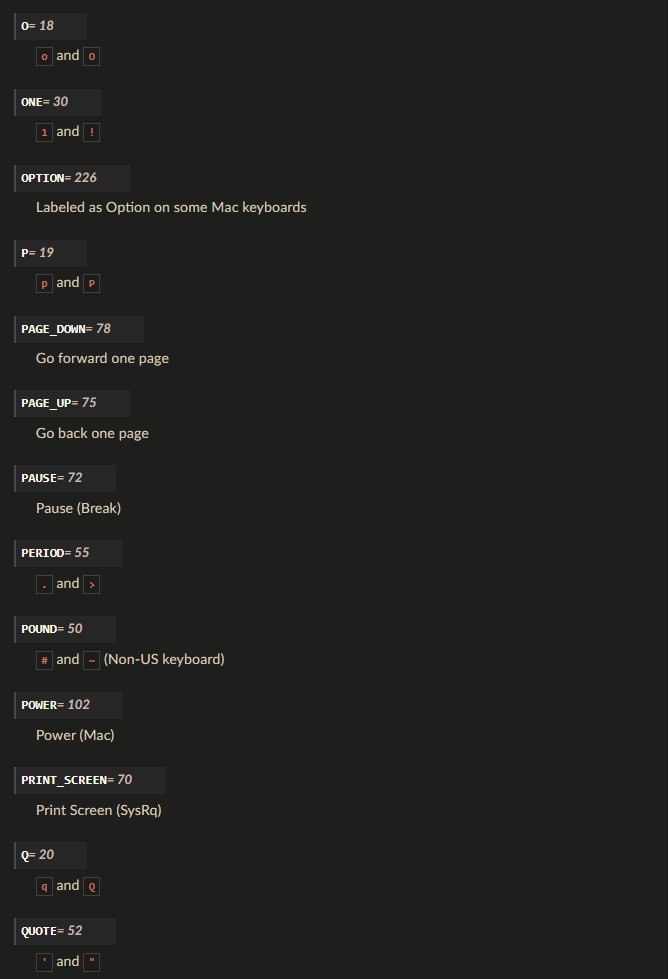 O= 18
o and O
ONE= 30
1 and !
OPTION= 226
Labeled as Option on some Mac keyboards
P= 19
p and P
PAGE_DOWN= 78
Go forward one page
PAGE_UP= 75
Go back one page
PAUSE= 72
Pause (Break)
PERIOD= 55
. and >
POUND= 50
# and ~ (Non-US keyboard)
POWER= 102
Power (Mac)
PRINT_SCREEN= 70
Print Screen (SysRq)
Q= 20
q and Q
QUOTE= 52
' and "